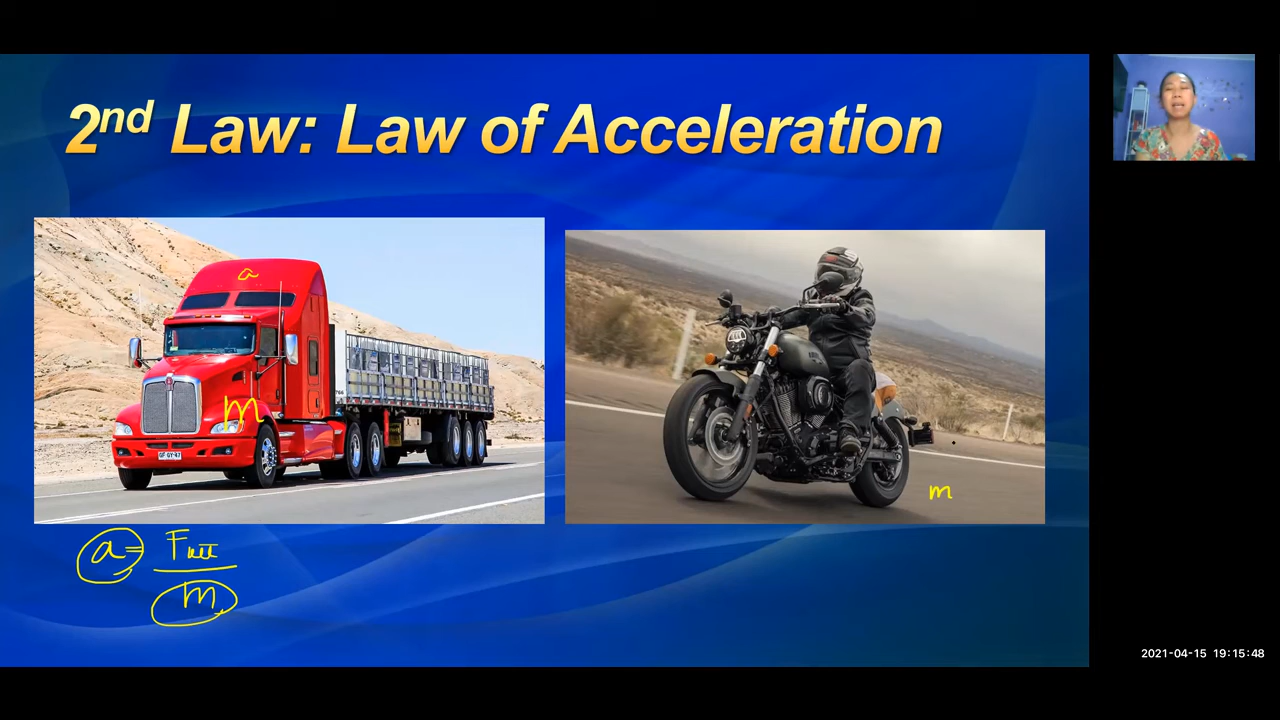 2nd Law: Law of Acceleration
a
m
m
a = Fnet
m
2021-04-15 19:15:48